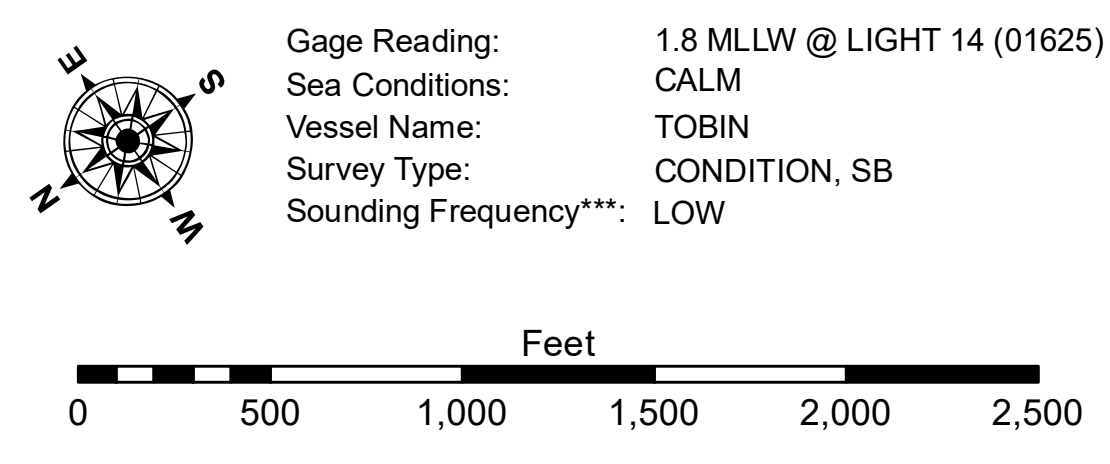 E
S
N
W
Gage Reading: 1.8 MLLW @ LIGHT 14 (01625)
Sea Conditions: CALM
Vessel Name: TOBIN
Survey Type: CONDITION, SB
Sounding Frequency***: LOW
Feet
0 500 1,000 1,500 2,000 2,500